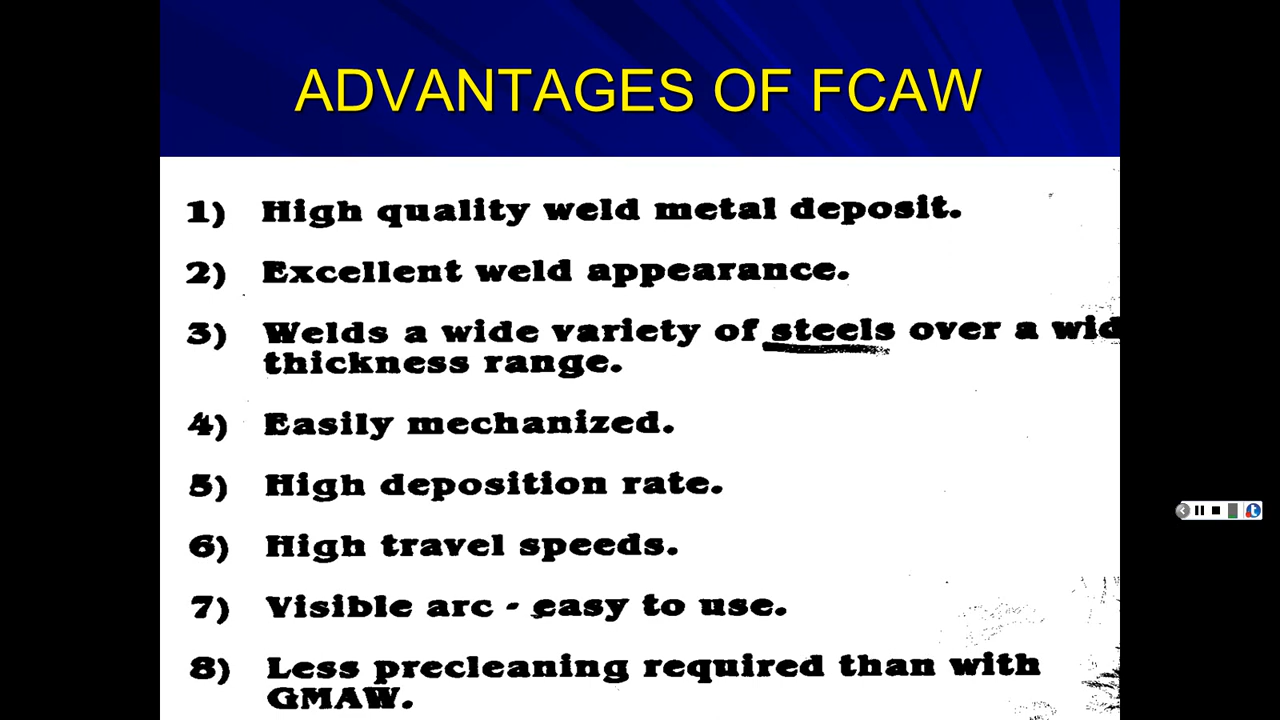 ADVANTAGES OF FCAW
1) High quality weld metal deposit.
2) Excellent weld appearance.
3) Welds a wide variety of steels over a wid
thickness range.
4) Easily mechanized.
5) High deposition rate.
6) High travel speeds.
7) Visible arc - easy to use.
8) Less precleaning required than with
GMAW.